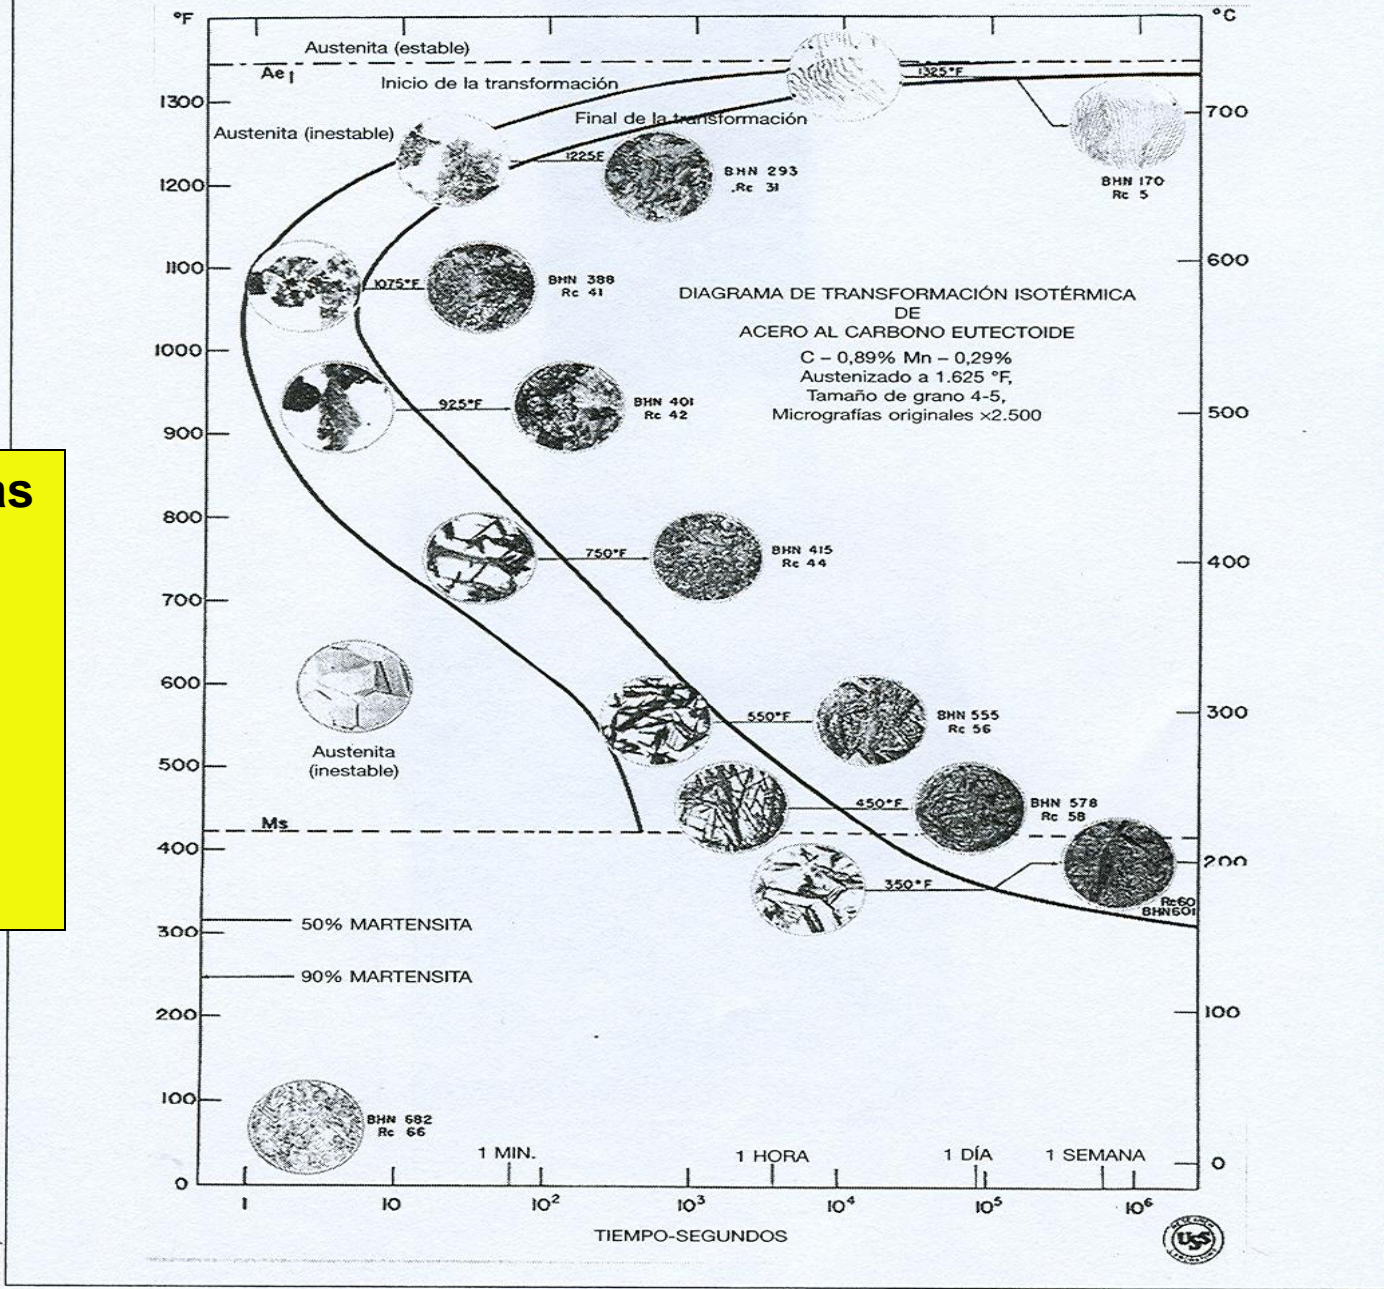 °F
°C
Austenita (estable)
Ae1
1325°F
Inicio de la transformación
1300
Final de la transformación
700
Austenita (inestable)
1225F
BHN 293
Rc 31
BHN 170
Rc 5
1200
1100
600
1075°F
BHN 388
Rc 41
DIAGRAMA DE TRANSFORMACIÓN ISOTÉRMICA
DE
ACERO AL CARBONO EUTECTOIDE
C – 0,89% Mn – 0,29%
Austenizado a 1.625 °F,
Tamaño de grano 4-5,
Micrografías originales ×2.500
1000
925°F
BHN 401
Rc 42
500
900
as
800
750°F
BHN 415
Rc 44
400
700
600
550°F
BHN 555
Rc 56
300
Austenita
(inestable)
500
450°F
BHN 578
Rc 58
Ms
400
200
350°F
Rc60
BHN601
50% MARTENSITA
300
90% MARTENSITA
200
100
100
BHN 682
Rc 66
1 MIN.
1 HORA
1 DÍA
1 SEMANA
0
0
1
10
10²
10³
10⁴
10⁵
10⁶
TIEMPO-SEGUNDOS
USS